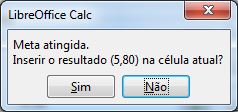 LibreOffice Calc
Meta atingida.
Inserir o resultado (5,80) na célula atual?
Sim
Não